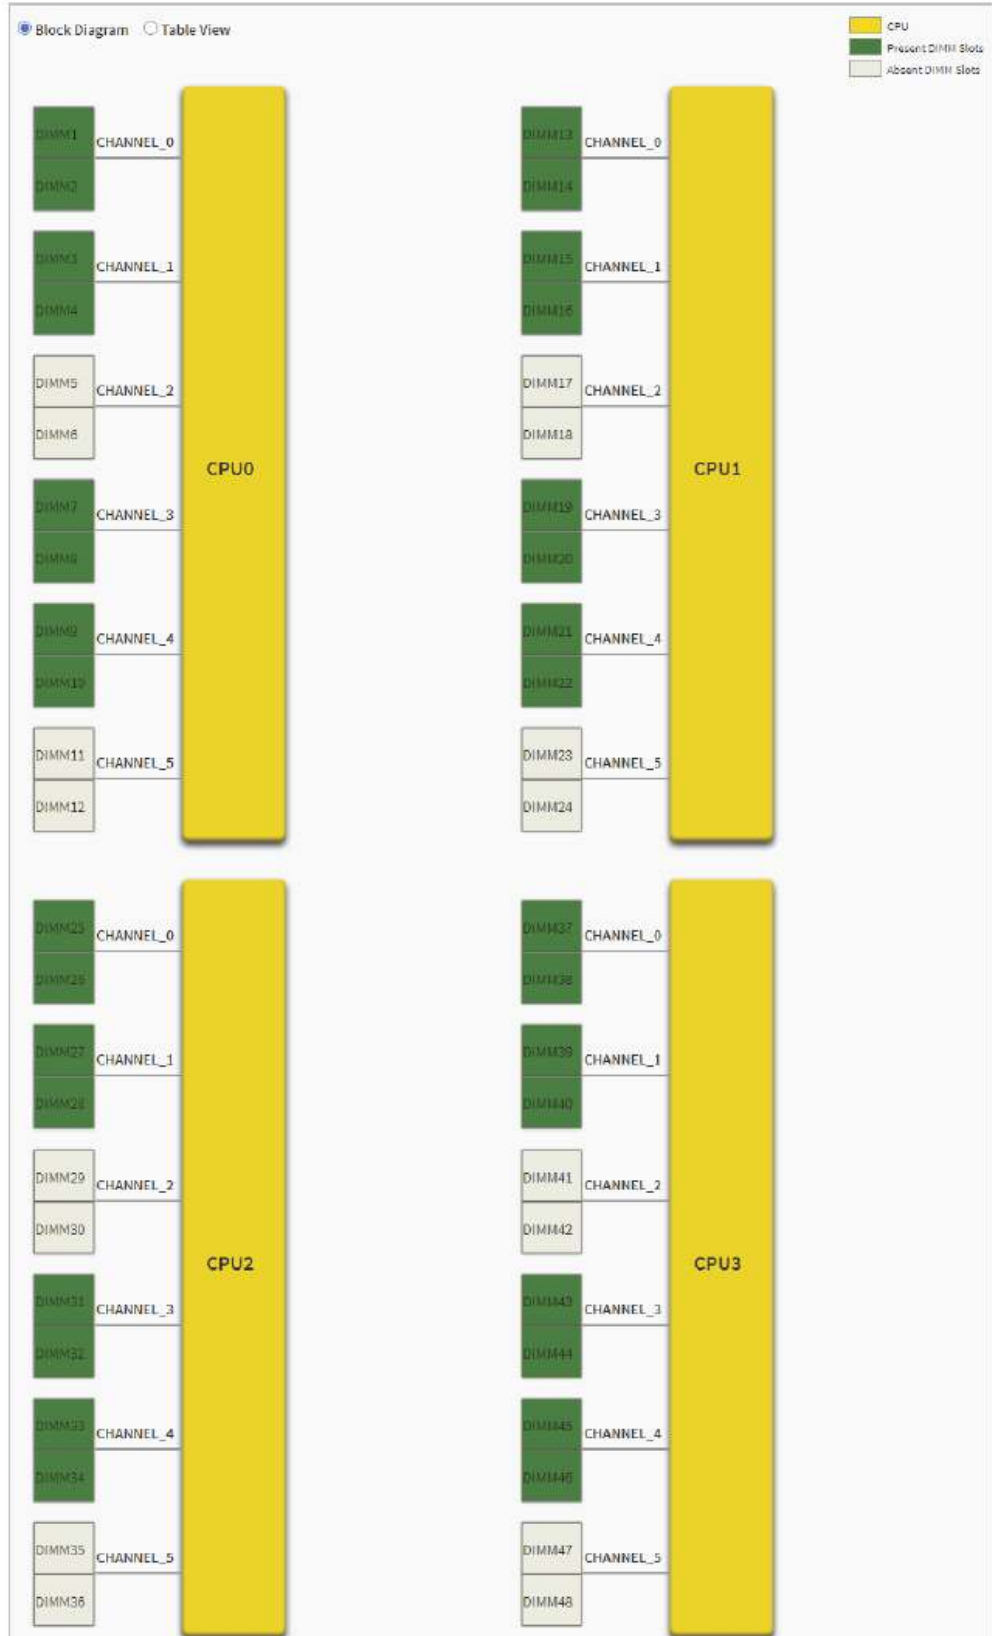 Block Diagram Table View
CPU
Present DIMM Slots
Absent DIMM Slots
DIMM1
CHANNEL_0
DIMM2
DIMM3
CHANNEL_1
DIMM4
DIMM5
CHANNEL_2
DIMM6
CPU0
DIMM7
CHANNEL_3
DIMM8
DIMM9
CHANNEL_4
DIMM10
DIMM11
CHANNEL_5
DIMM12
DIMM13
CHANNEL_0
DIMM14
DIMM15
CHANNEL_1
DIMM16
DIMM17
CHANNEL_2
DIMM18
CPU1
DIMM19
CHANNEL_3
DIMM20
DIMM21
CHANNEL_4
DIMM22
DIMM23
CHANNEL_5
DIMM24
DIMM25
CHANNEL_0
DIMM26
DIMM27
CHANNEL_1
DIMM28
DIMM29
CHANNEL_2
DIMM30
CPU2
DIMM31
CHANNEL_3
DIMM32
DIMM33
CHANNEL_4
DIMM34
DIMM35
CHANNEL_5
DIMM36
DIMM37
CHANNEL_0
DIMM38
DIMM39
CHANNEL_1
DIMM40
DIMM41
CHANNEL_2
DIMM42
CPU3
DIMM43
CHANNEL_3
DIMM44
DIMM45
CHANNEL_4
DIMM46
DIMM47
CHANNEL_5
DIMM48